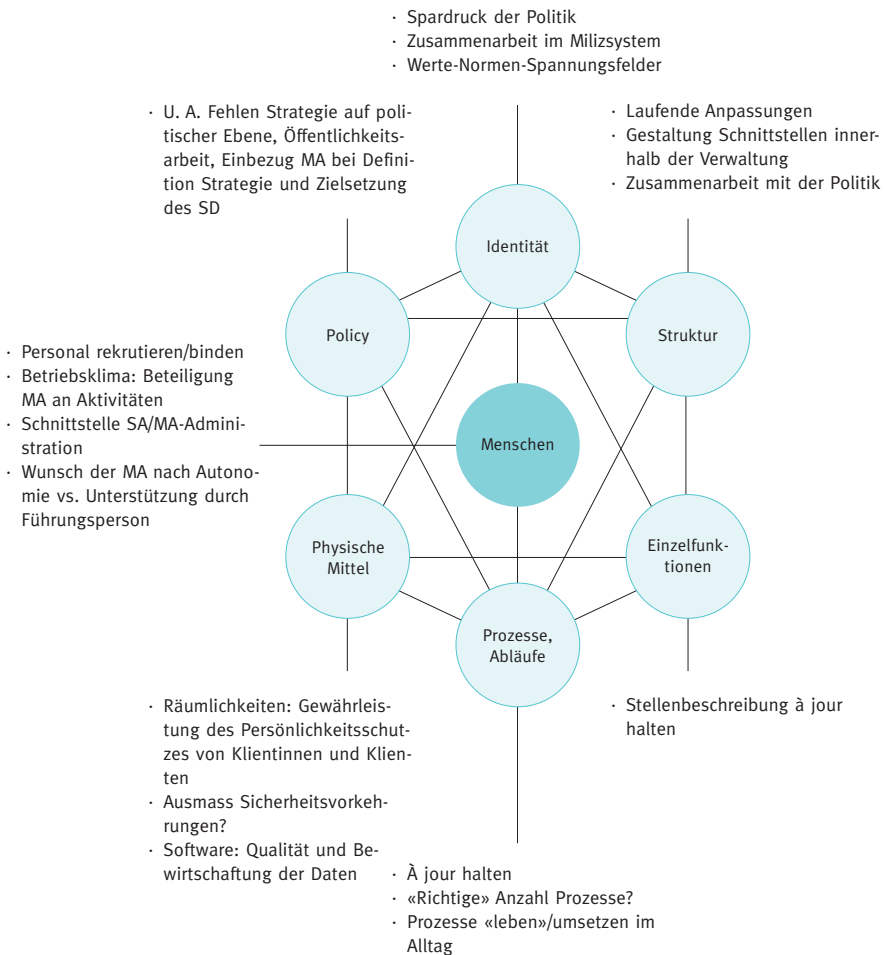 · Spardruck der Politik
· Zusammenarbeit im Milizsystem
· Werte-Normen-Spannungsfelder
· U. A. Fehlen Strategie auf poli-
tischer Ebene, Öffentlichkeits-
arbeit, Einbezug MA bei Defini-
tion Strategie und Zielsetzung
des SD
· Laufende Anpassungen
· Gestaltung Schnittstellen inner-
halb der Verwaltung
· Zusammenarbeit mit der Politik
Identität
Policy
Struktur
· Personal rekrutieren/binden
· Betriebsklima: Beteiligung
MA an Aktivitäten
· Schnittstelle SA/MA-Admini-
stration
· Wunsch der MA nach Autono-
mie vs. Unterstützung durch
Führungsperson
Menschen
Physische
Mittel
Einzelfunk-
tionen
Prozesse,
Abläufe
· Räumlichkeiten: Gewährleis-
tung des Persönlichkeitsschut-
zes von Klientinnen und Klien-
ten
· Ausmass Sicherheitsvorkeh-
rungen?
· Software: Qualität und Be-
wirtschaftung der Daten
· Stellenbeschreibung à jour
halten
· À jour halten
· «Richtige» Anzahl Prozesse?
· Prozesse «leben»/umsetzen im
Alltag